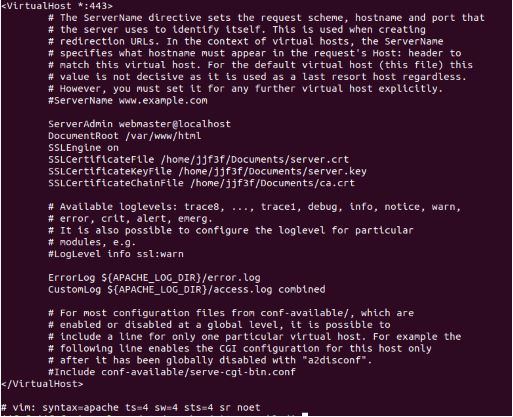 <VirtualHost *:443>
# The ServerName directive sets the request scheme, hostname and port that
# the server uses to identify itself. This is used when creating
# redirection URLs. In the context of virtual hosts, the ServerName
# specifies what hostname must appear in the request's Host: header to
# match this virtual host. For the default virtual host (this file) this
# value is not decisive as it is used as a last resort host regardless.
# However, you must set it for any further virtual host explicitly.
#ServerName www.example.com
ServerAdmin webmaster@localhost
DocumentRoot /var/www/html
SSLEngine on
SSLCertificateFile /home/jjf3f/Documents/server.crt
SSLCertificateKeyFile /home/jjf3f/Documents/server.key
SSLCertificateChainFile /home/jjf3f/Documents/ca.crt
# Available loglevels: trace8, ..., trace1, debug, info, notice, warn,
# error, crit, alert, emerg.
# It is also possible to configure the loglevel for particular
# modules, e.g.
#LogLevel info ssl:warn
ErrorLog ${APACHE_LOG_DIR}/error.log
CustomLog ${APACHE_LOG_DIR}/access.log combined
# For most configuration files from conf-available/, which are
# enabled or disabled at a global level, it is possible to
# include a line for only one particular virtual host. For example the
# following line enables the CGI configuration for this host only
# after it has been globally disabled with "a2disconf".
#Include conf-available/serve-cgi-bin.conf
</VirtualHost>
# vim: syntax=apache ts=4 sw=4 sts=4 sr noet